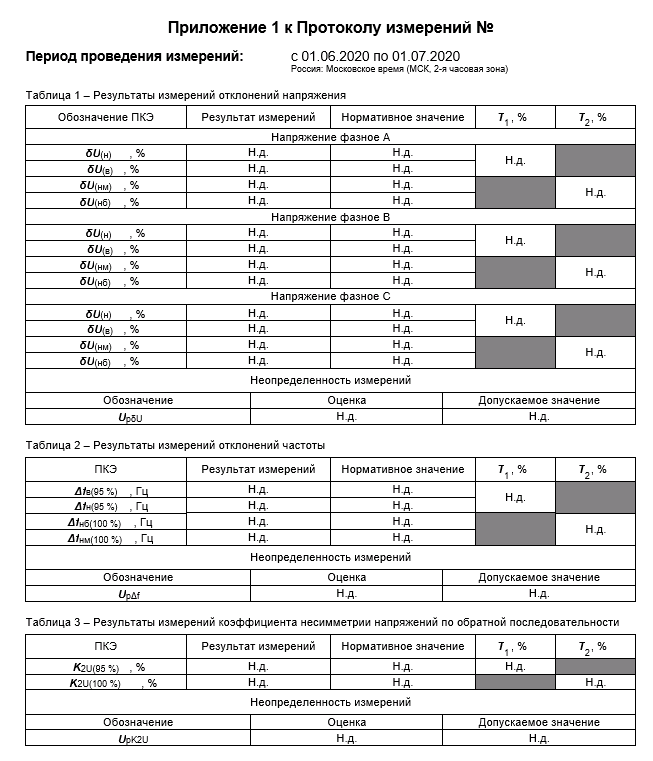 Приложение 1 к Протоколу измерений №
Период проведения измерений: с 01.06.2020 по 01.07.2020
Россия: Московское время (МСК, 2-я часовая зона)
Таблица 1 – Результаты измерений отклонений напряжения
Обозначение ПКЭ Результат измерений Нормативное значение T1, % T2, %
Напряжение фазное A
δU(н) , % Н.д. Н.д. Н.д.
δU(в) , % Н.д. Н.д.
δU(нм) , % Н.д. Н.д. Н.д.
δU(нб) , % Н.д. Н.д.
Напряжение фазное B
δU(н) , % Н.д. Н.д. Н.д.
δU(в) , % Н.д. Н.д.
δU(нм) , % Н.д. Н.д. Н.д.
δU(нб) , % Н.д. Н.д.
Напряжение фазное C
δU(н) , % Н.д. Н.д. Н.д.
δU(в) , % Н.д. Н.д.
δU(нм) , % Н.д. Н.д. Н.д.
δU(нб) , % Н.д. Н.д.
Неопределенность измерений
Обозначение Оценка Допускаемое значение
UpδU Н.д. Н.д.
Таблица 2 – Результаты измерений отклонений частоты
ПКЭ Результат измерений Нормативное значение T1, % T2, %
Δfв(95 %) , Гц Н.д. Н.д. Н.д.
Δfн(95 %) , Гц Н.д. Н.д.
Δfнб(100 %) , Гц Н.д. Н.д. Н.д.
Δfнм(100 %) , Гц Н.д. Н.д.
Неопределенность измерений
Обозначение Оценка Допускаемое значение
UpΔf Н.д. Н.д.
Таблица 3 – Результаты измерений коэффициента несимметрии напряжений по обратной последовательности
ПКЭ Результат измерений Нормативное значение T1, % T2, %
K2U(95 %) , % Н.д. Н.д. Н.д.
K2U(100 %) , % Н.д. Н.д. Н.д.
Неопределенность измерений
Обозначение Оценка Допускаемое значение
UpK2U Н.д. Н.д.